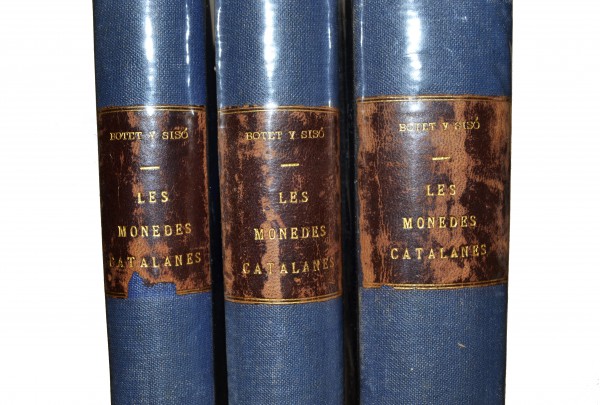 BOTET Y SISÓ
LES
MONEDES
CATALANES
BOTET Y SISÓ
LES
MONEDES
CATALANES
BOTET Y SISÓ
LES
MONEDES
CATALANES